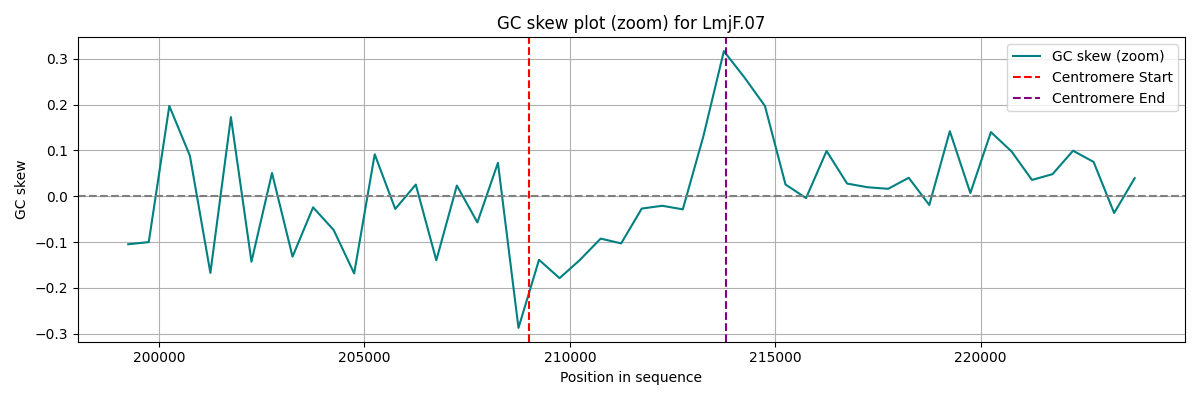 GC skew plot (zoom) for LmjF.07
GC skew
0.3
0.2
0.1
0.0
−0.1
−0.2
−0.3
GC skew (zoom)
Centromere Start
Centromere End
200000 205000 210000 215000 220000
Position in sequence